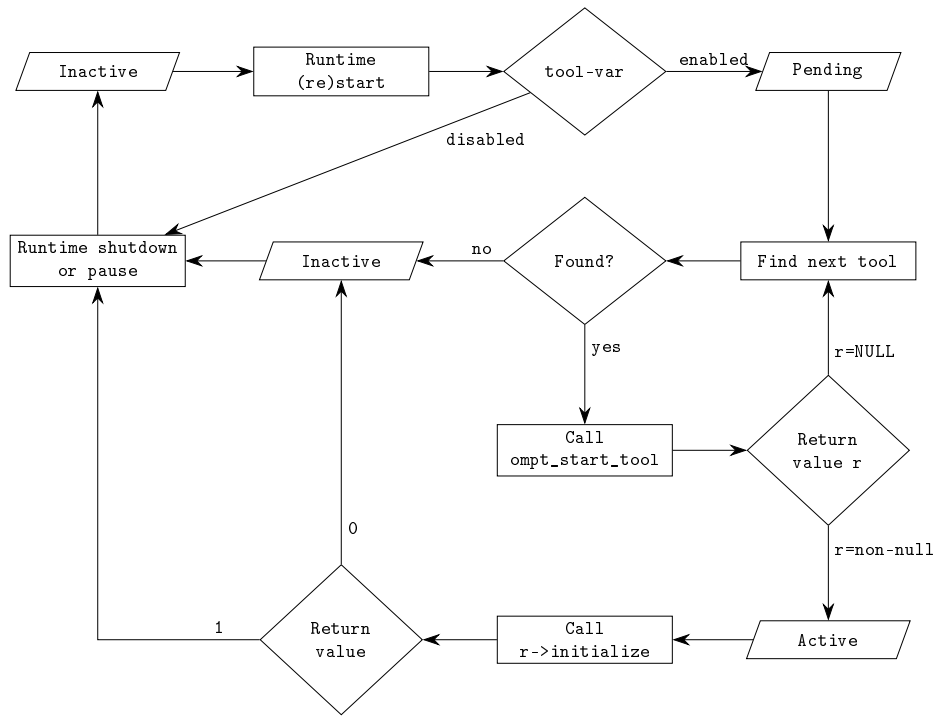 Inactive
Runtime
(re)start
tool-var
enabled
Pending
disabled
Runtime shutdown
or pause
Inactive
no
Found?
Find next tool
yes
r=NULL
Call
ompt_start_tool
Return
value r
0
r=non-null
1
Return
value
Call
r->initialize
Active